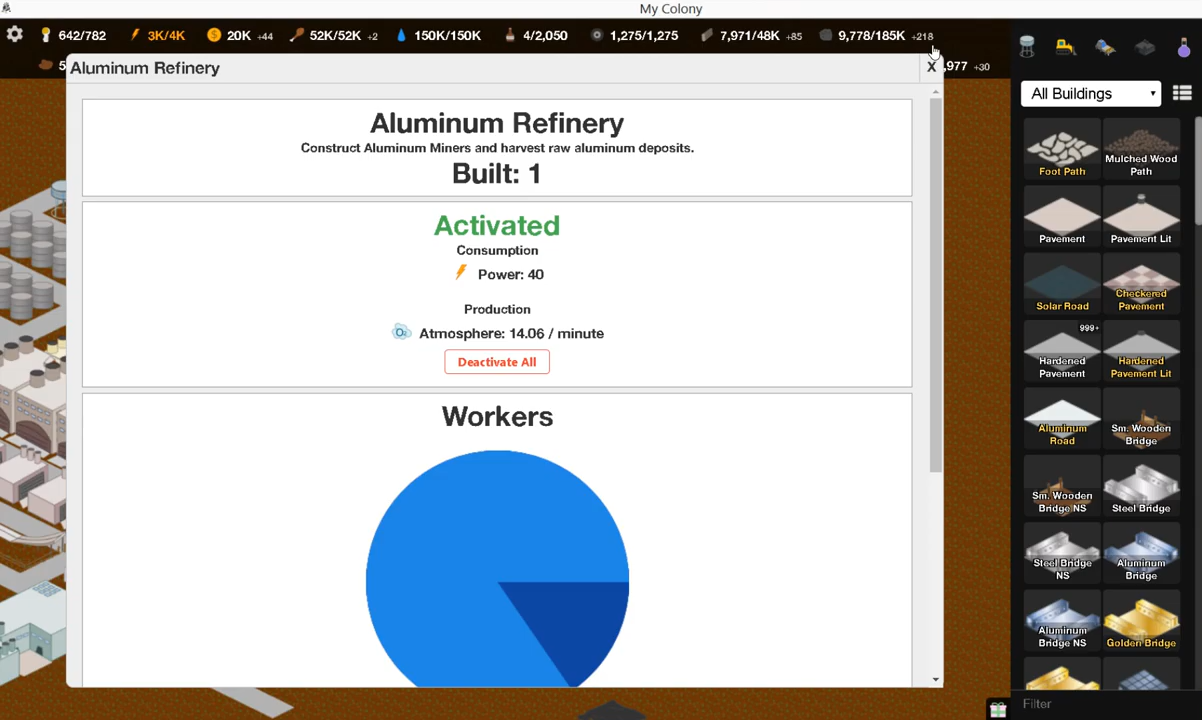 My Colony
642/782 3K/4K 20K +44 52K/52K +2 150K/150K 4/2,050 1,275/1,275 7,971/48K +85 9,778/185K +218
5 ,977 +30
Aluminum Refinery X
Aluminum Refinery
Construct Aluminum Miners and harvest raw aluminum deposits.
Built: 1
Activated
Consumption
Power: 40
Production
O₂ Atmosphere: 14.06 / minute
Deactivate All
Workers
All Buildings
Foot Path
Mulched Wood Path
Pavement
Pavement Lit
Solar Road
Checkered Pavement
999+
Hardened Pavement
Hardened Pavement Lit
Aluminum Road
Sm. Wooden Bridge
Sm. Wooden Bridge NS
Steel Bridge
Steel Bridge NS
Aluminum Bridge
Aluminum Bridge NS
Golden Bridge
Filter